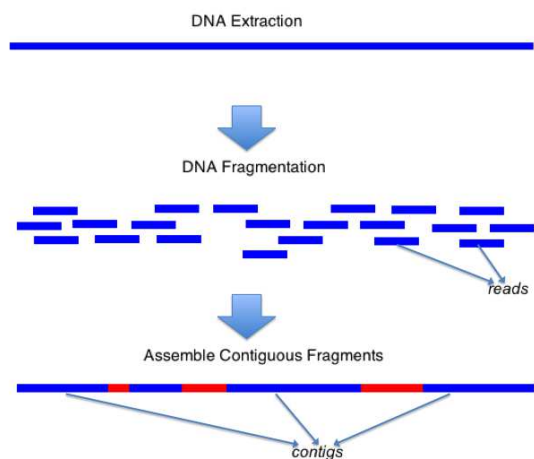 DNA Extraction
DNA Fragmentation
reads
Assemble Contiguous Fragments
contigs